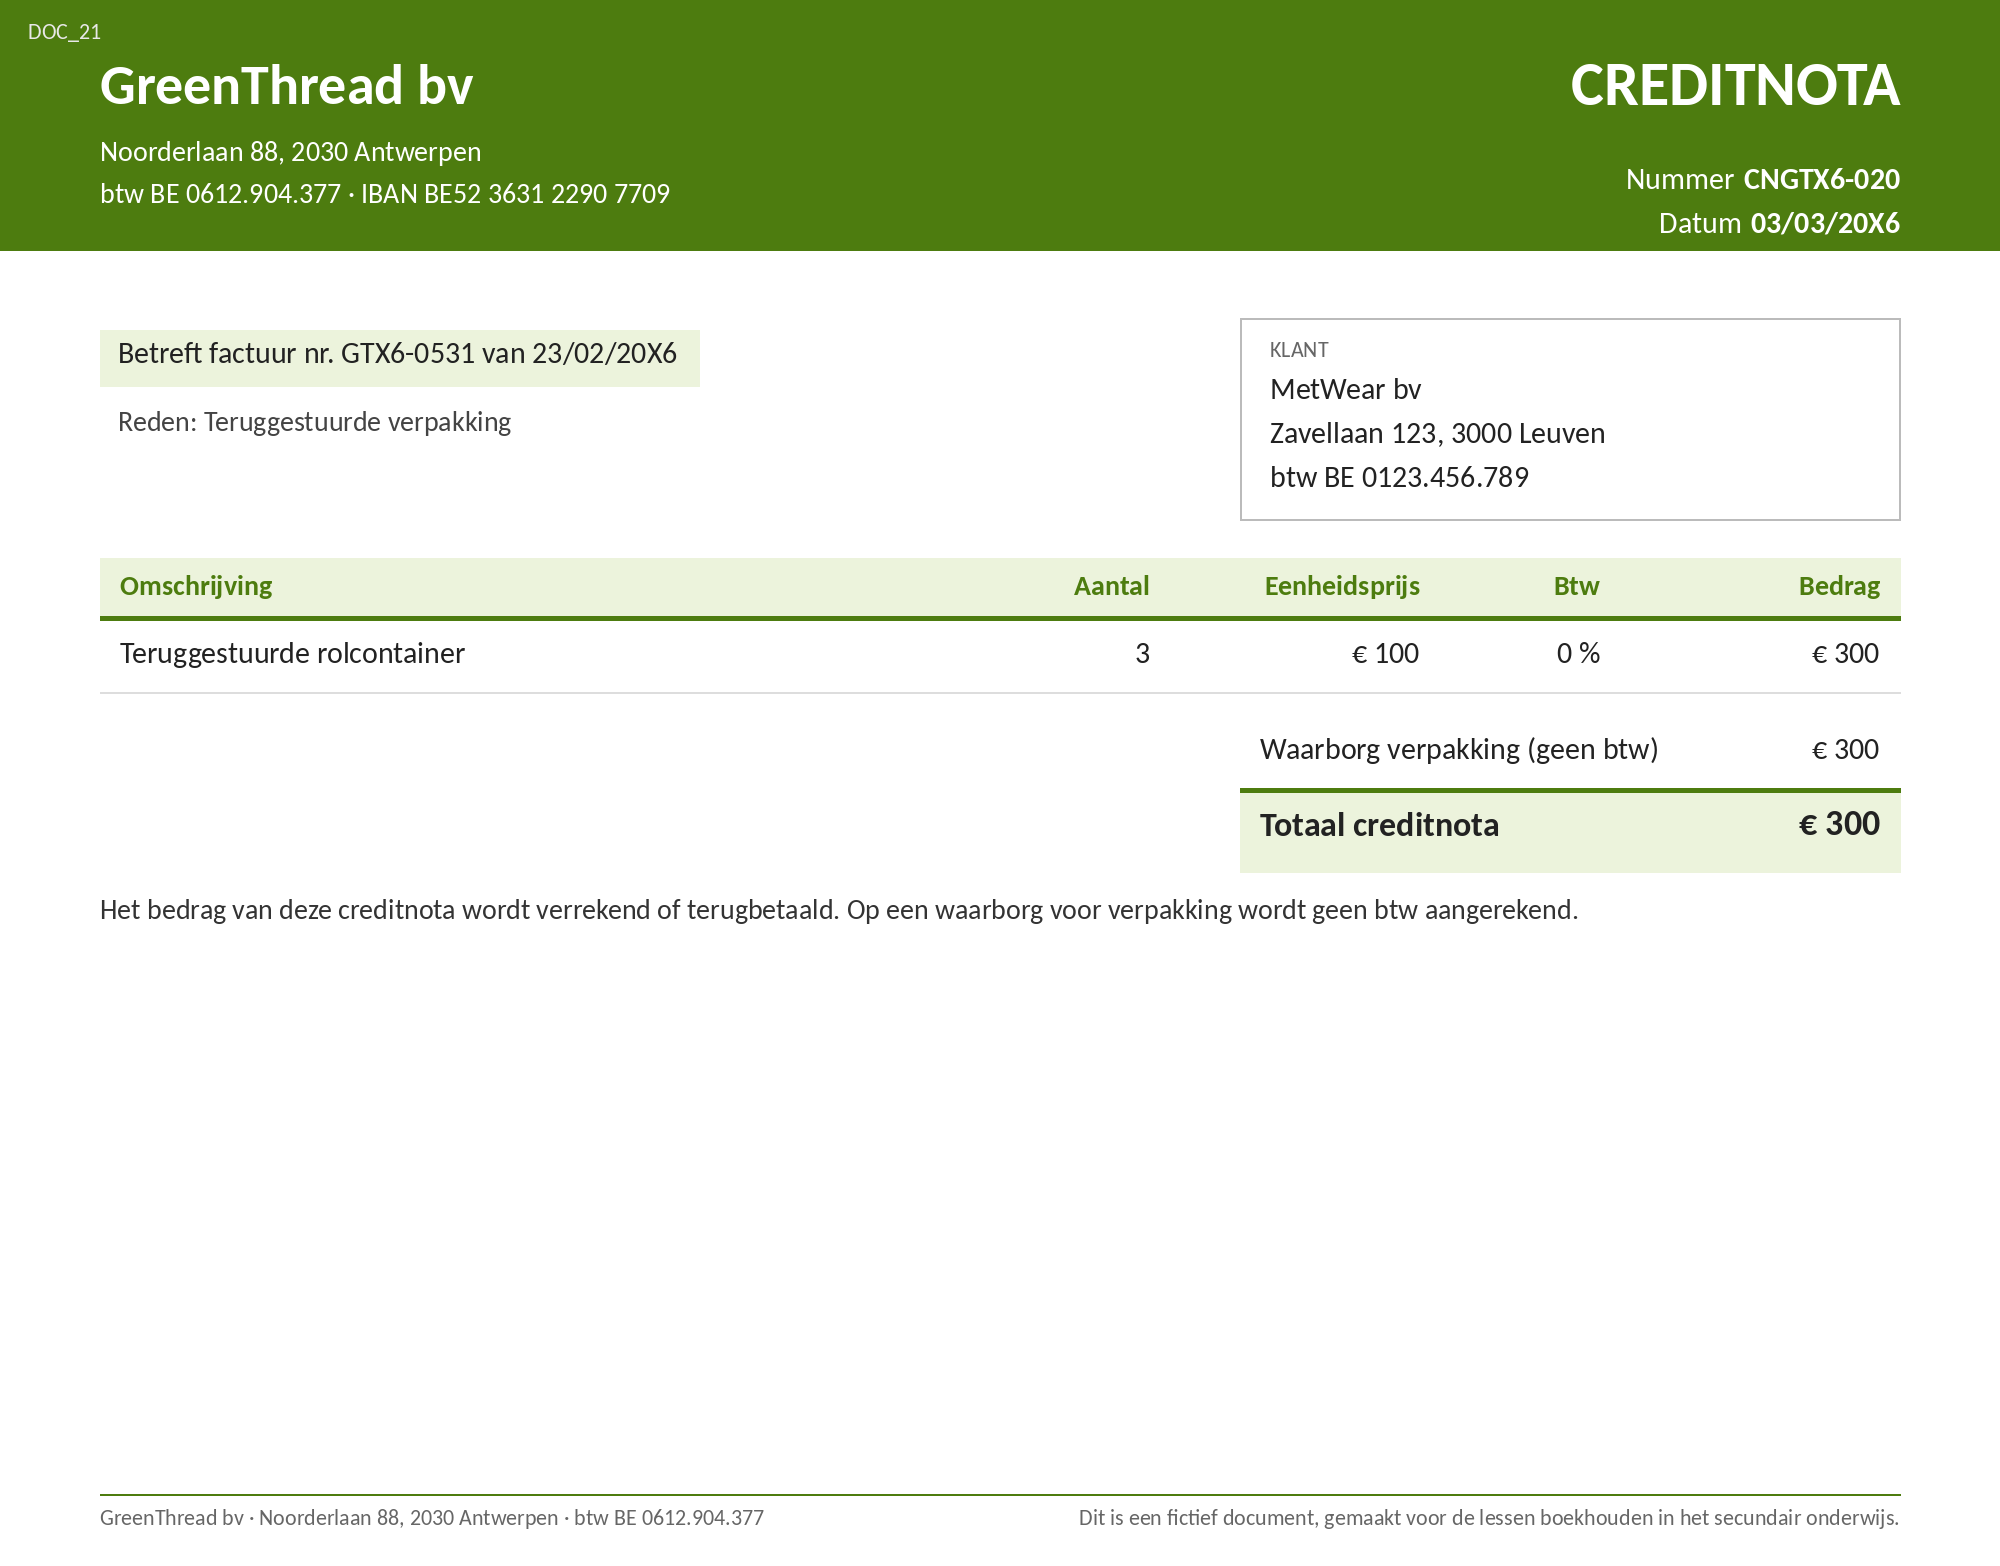 DOC_21
GreenThread bv
CREDITNOTA
Noorderlaan 88, 2030 Antwerpen
btw BE 0612.904.377 · IBAN BE52 3631 2290 7709
Nummer CNGTX6-020
Datum 03/03/20X6
Betreft factuur nr. GTX6-0531 van 23/02/20X6
Reden: Teruggestuurde verpakking
KLANT
MetWear bv
Zavellaan 123, 3000 Leuven
btw BE 0123.456.789
Omschrijving Aantal Eenheidsprijs Btw Bedrag
Teruggestuurde rolcontainer 3 € 100 0 % € 300
Waarborg verpakking (geen btw) € 300
Totaal creditnota € 300
Het bedrag van deze creditnota wordt verrekend of terugbetaald. Op een waarborg voor verpakking wordt geen btw aangerekend.
GreenThread bv · Noorderlaan 88, 2030 Antwerpen · btw BE 0612.904.377
Dit is een fictief document, gemaakt voor de lessen boekhouden in het secundair onderwijs.